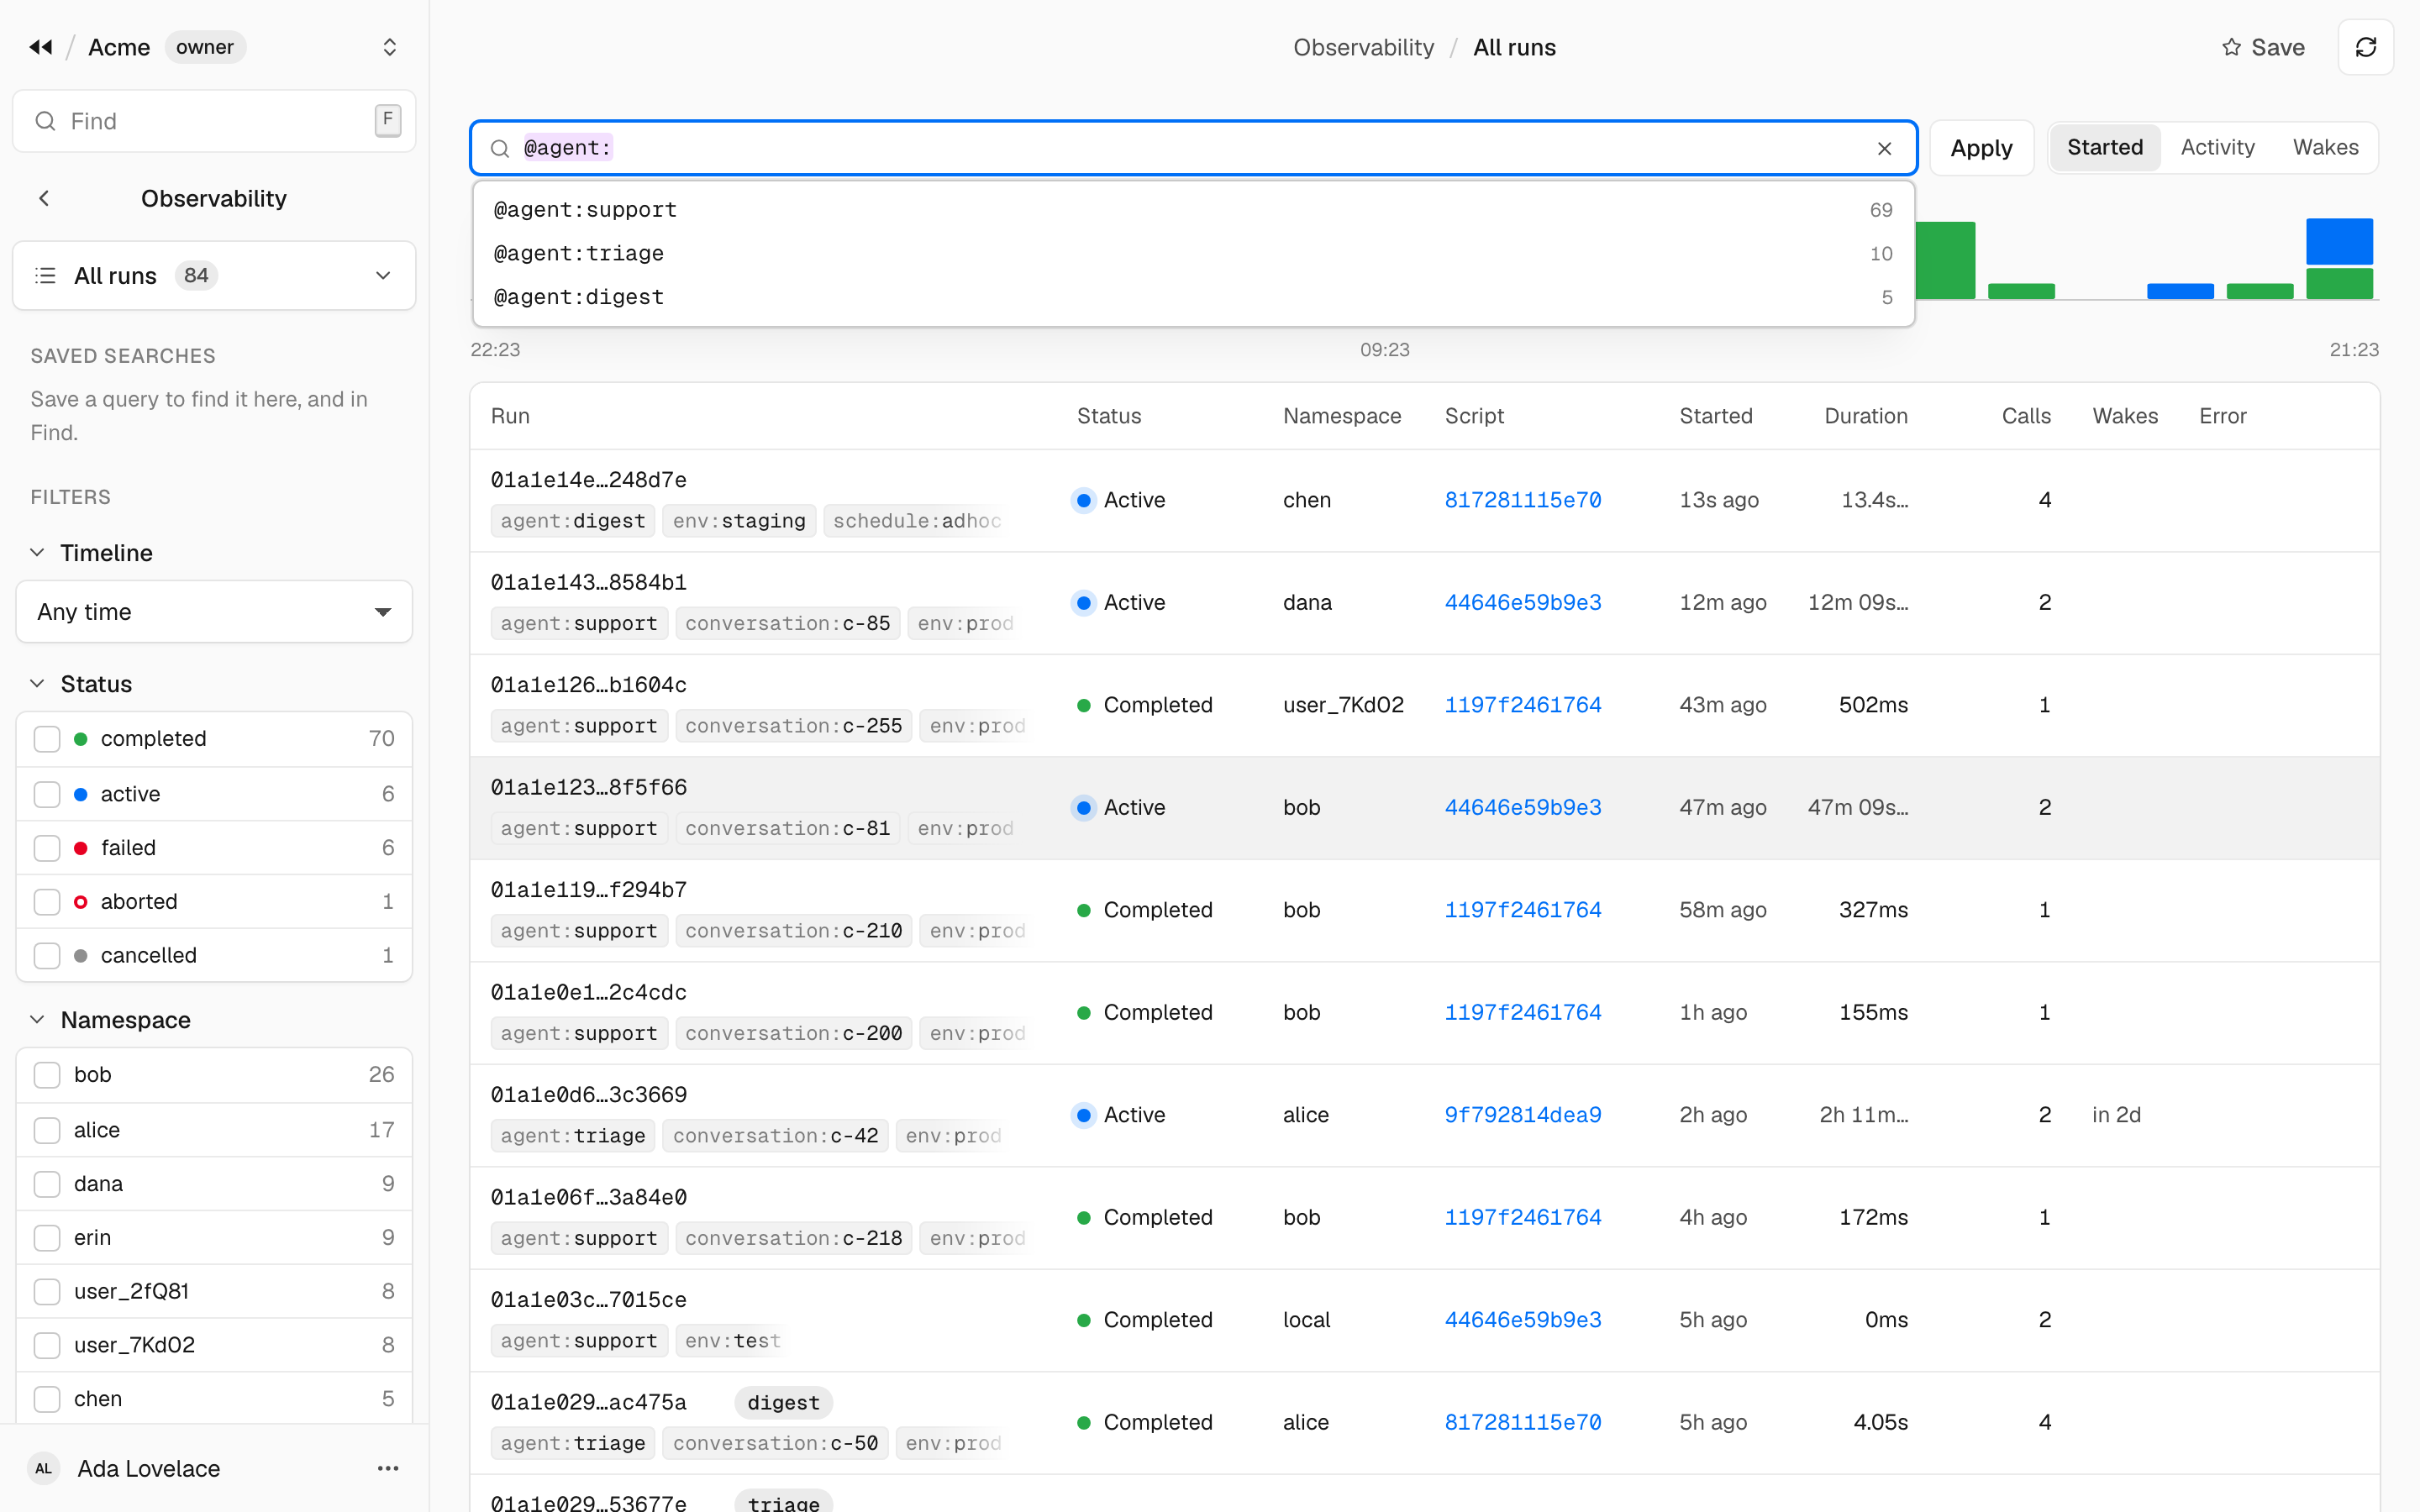 Acme owner
Find F
Observability
All runs 84
SAVED SEARCHES
Save a query to find it here, and in
Find.
FILTERS
Timeline
Any time
Status
completed 70
active 6
failed 6
aborted 1
cancelled 1
Namespace
bob 26
alice 17
dana 9
erin 9
user_2fQ81 8
user_7KdO2 8
chen 5
AL Ada Lovelace
Observability / All runs
Save
@agent:
Apply
Started Activity Wakes
@agent:support 69
@agent:triage 10
@agent:digest 5
22:23 09:23 21:23
Run Status Namespace Script Started Duration Calls Wakes Error
01a1e14e…248d7e
agent:digest env:staging schedule:adhoc
Active chen 817281115e70 13s ago 13.4s… 4
01a1e143…8584b1
agent:support conversation:c-85 env:prod
Active dana 44646e59b9e3 12m ago 12m 09s… 2
01a1e126…b1604c
agent:support conversation:c-255 env:prod
Completed user_7KdO2 1197f2461764 43m ago 502ms 1
01a1e123…8f5f66
agent:support conversation:c-81 env:prod
Active bob 44646e59b9e3 47m ago 47m 09s… 2
01a1e119…f294b7
agent:support conversation:c-210 env:prod
Completed bob 1197f2461764 58m ago 327ms 1
01a1e0e1…2c4cdc
agent:support conversation:c-200 env:prod
Completed bob 1197f2461764 1h ago 155ms 1
01a1e0d6…3c3669
agent:triage conversation:c-42 env:prod
Active alice 9f792814dea9 2h ago 2h 11m… 2 in 2d
01a1e06f…3a84e0
agent:support conversation:c-218 env:prod
Completed bob 1197f2461764 4h ago 172ms 1
01a1e03c…7015ce
agent:support env:test
Completed local 44646e59b9e3 5h ago 0ms 2
01a1e029…ac475a digest
agent:triage conversation:c-50 env:prod
Completed alice 817281115e70 5h ago 4.05s 4
01a1e029…53677e triage